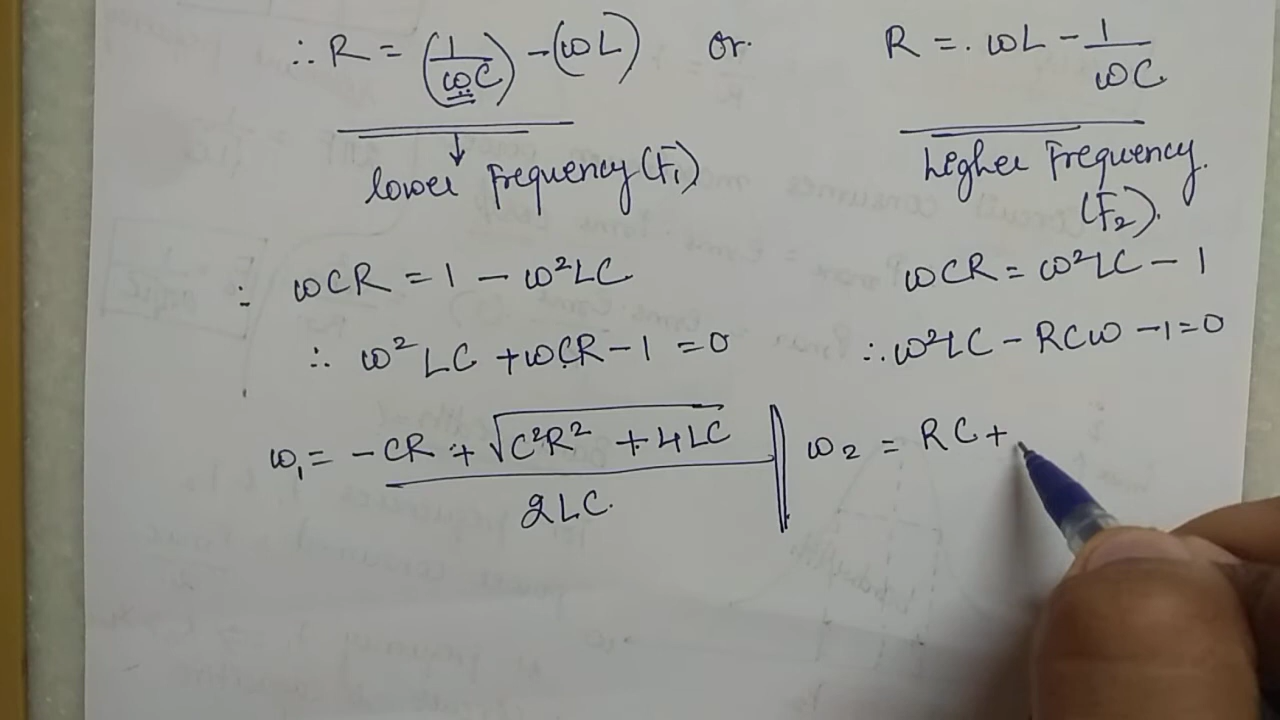 ∴ R = (1/ωC) - (ωL) or R = . ωL - 1/ωC
lower Frequency (F₁)
higher Frequency. (F₂).
∴ ωCR = 1 - ω²LC
ωCR = ω²LC - 1
∴ ω²LC + ωCR - 1 = 0
∴ ω²LC - RCω - 1 = 0
ω₁ = -CR + √(C²R² + 4LC) / 2LC.
ω₂ = RC +